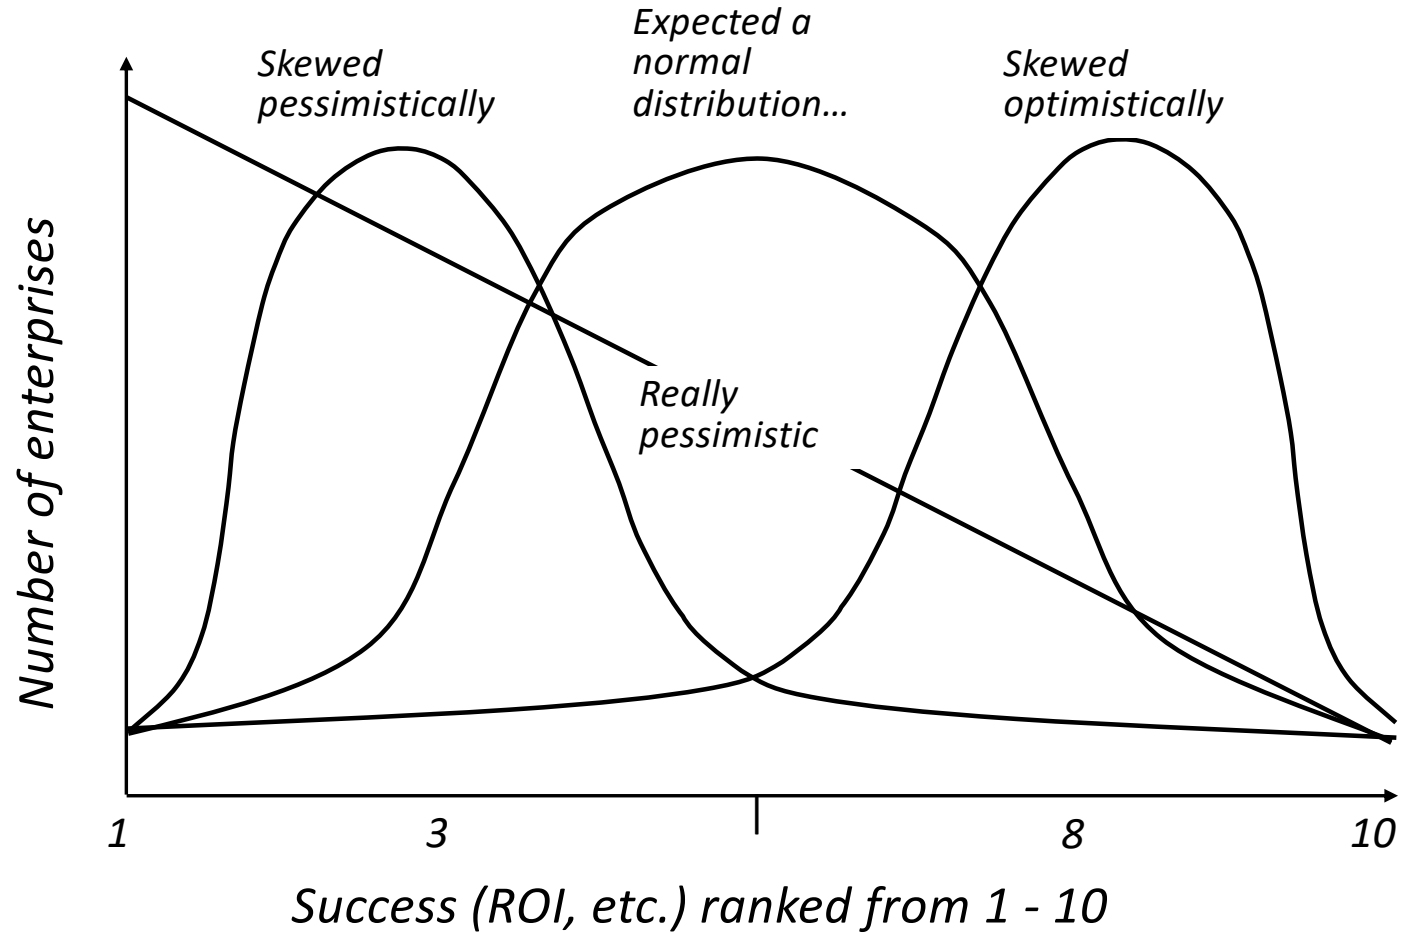 Skewed
pessimistically
Expected a
normal
distribution…
Skewed
optimistically
Number of enterprises
Really
pessimistic
1
3
8
10
Success (ROI, etc.) ranked from 1 - 10